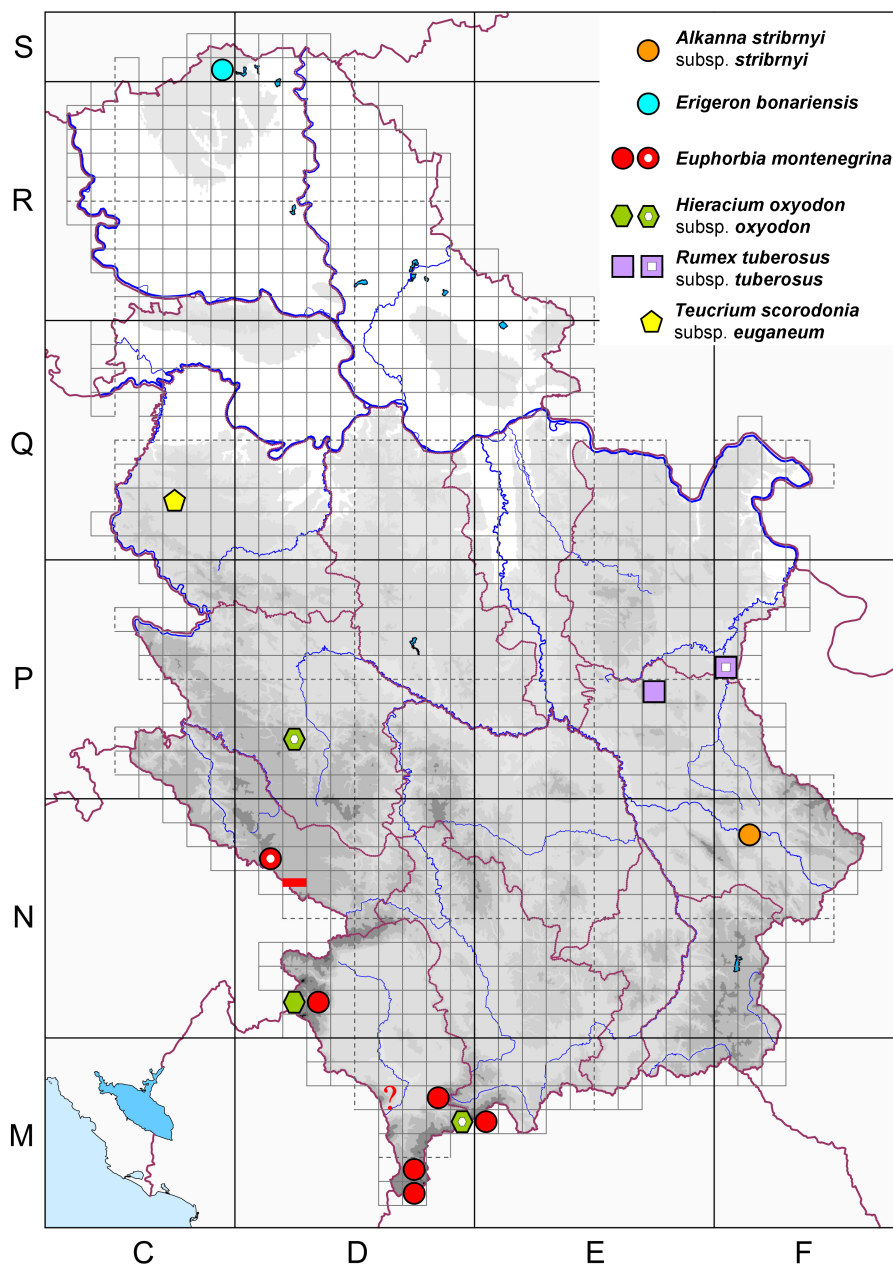 S
R
Q
P
N
M
C
D
E
F
Alkanna stribrnyi
subsp. stribrnyi
Erigeron bonariensis
Euphorbia montenegrina
Hieracium oxyodon
subsp. oxyodon
Rumex tuberosus
subsp. tuberosus
Teucrium scorodonia
subsp. euganeum
?